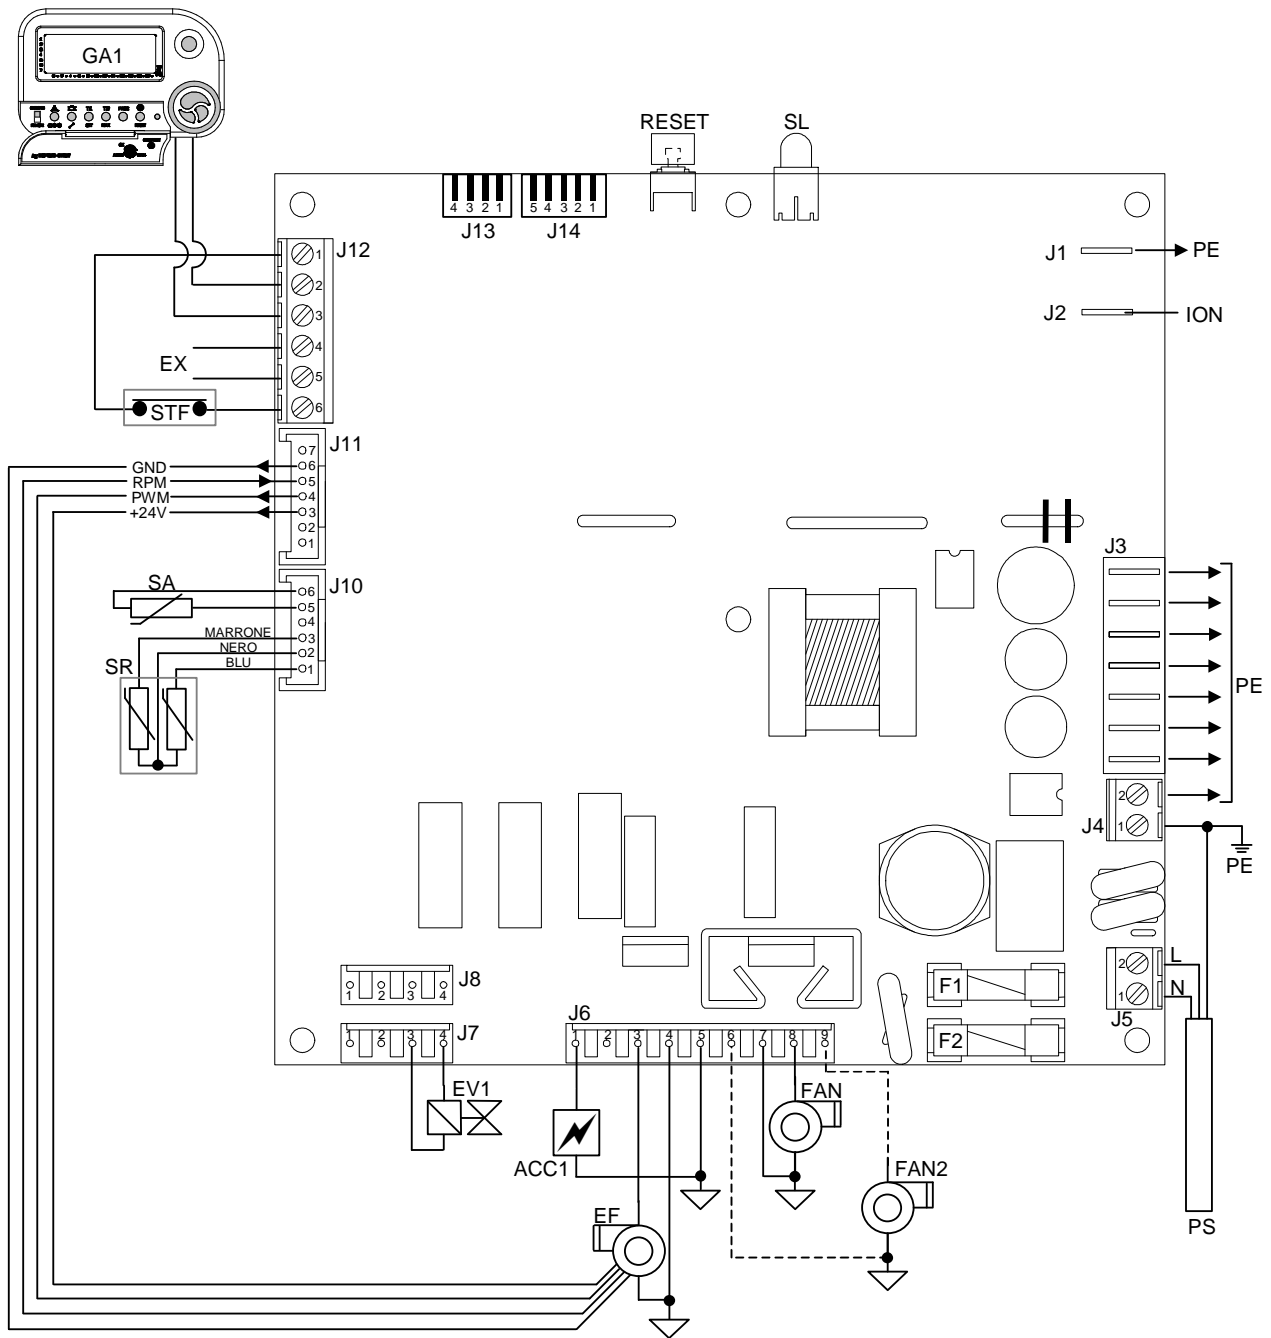 GA1
RESET
SL
4 3 2 1
J13
5 4 3 2 1
J14
J12
1
2
3
4
5
6
EX
STF
J1
PE
J2
ION
J11
7
6
5
4
3
2
1
GND
RPM
PWM
+24V
J10
6
5
4
3
2
1
SA
MARRONE
NERO
BLU
SR
J3
PE
2
1
J4
PE
J8
1 2 3 4
J7
1 2 3 4
J6
1 2 3 4 5 6 7 8 9
F1
F2
2
1
L
N
J5
EV1
ACC1
FAN
FAN2
EF
PS